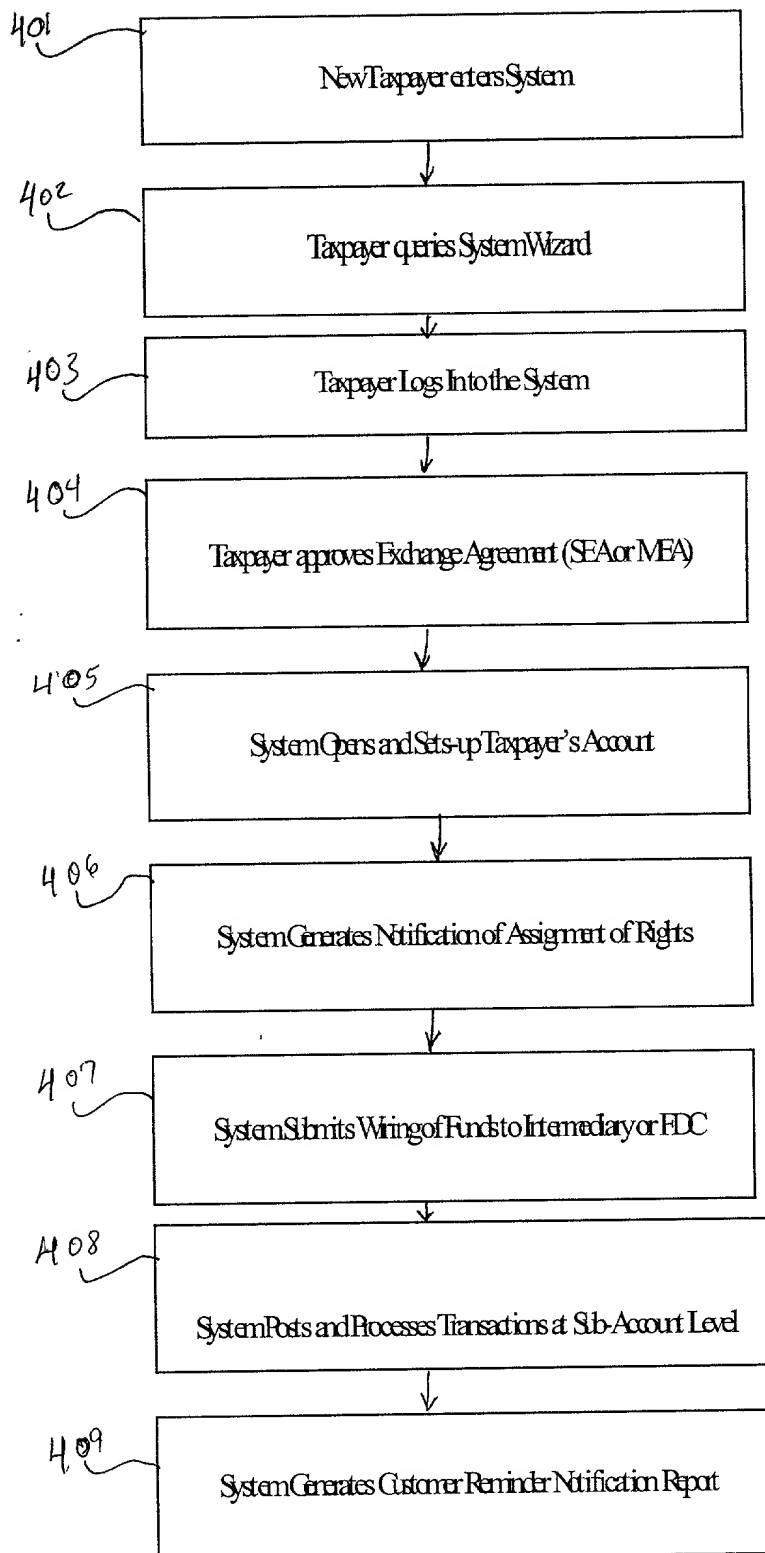 401
New Taxpayer enters System
402
Taxpayer queries System Wizard
403
Taxpayer Logs In to the System
404
Taxpayer approves Exchange Agreement (SEA or MEA)
405
System Opens and Sets-up Taxpayer's Account
406
System Generates Notification of Assignment of Rights
407
System Submits Wiring of Funds to Intermediary or FDC
408
System Posts and Processes Transactions at Sub-Account Level
409
System Generates Customer Reminder Notification Report